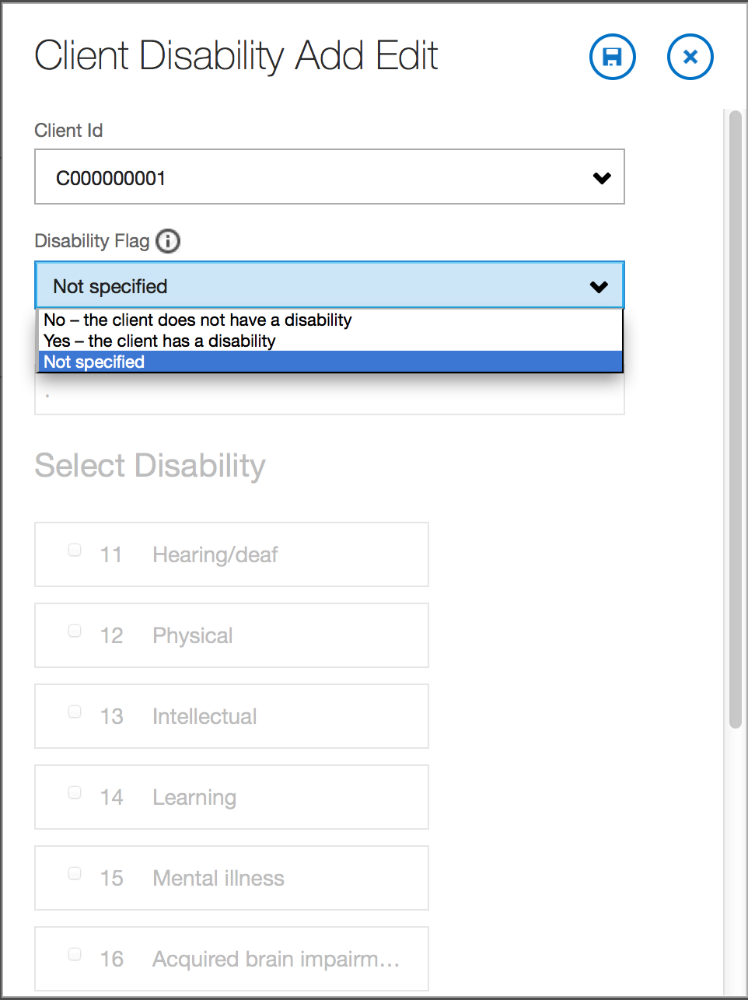 Client Disability Add Edit
Client Id
C000000001
Disability Flag
Not specified
No – the client does not have a disability
Yes – the client has a disability
Not specified
.
Select Disability
11 Hearing/deaf
12 Physical
13 Intellectual
14 Learning
15 Mental illness
16 Acquired brain impairm...